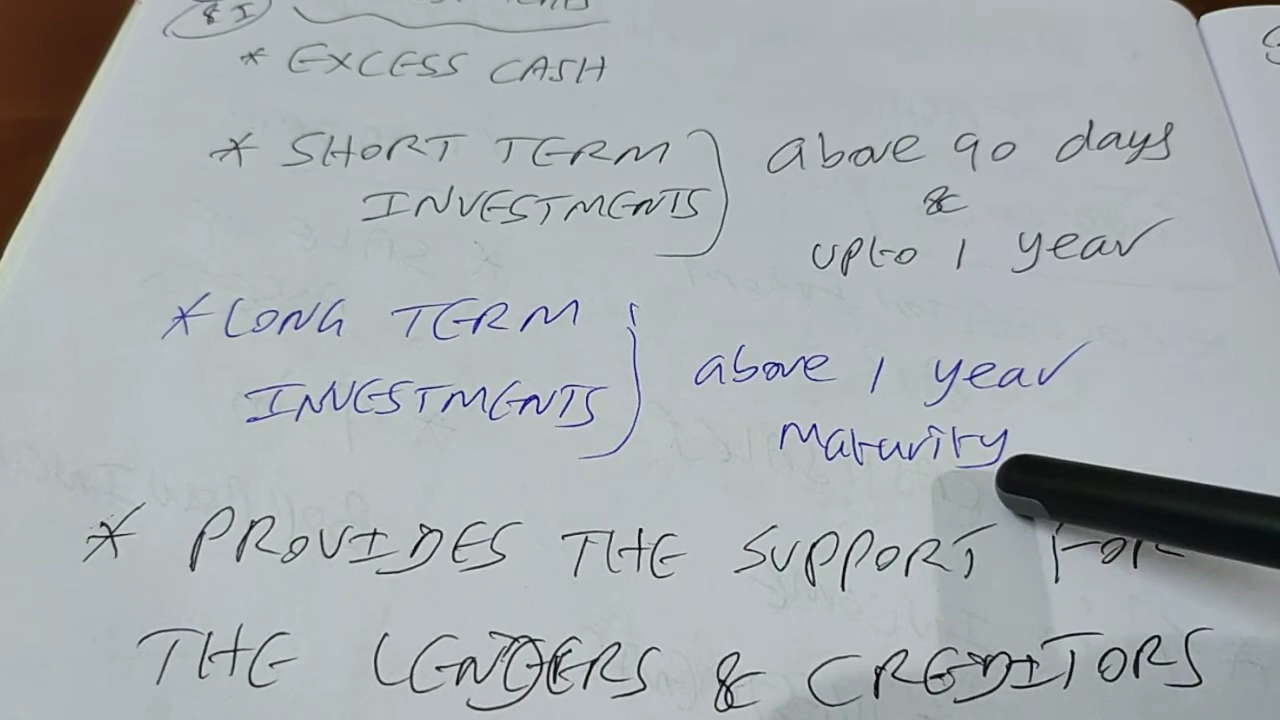 * EXCESS CASH
* SHORT TERM INVESTMENTS } above 90 days & upto 1 year
* LONG TERM INVESTMENTS } above 1 year maturity
* PROVIDES THE SUPPORT FOR
THE LENDERS & CREDITORS